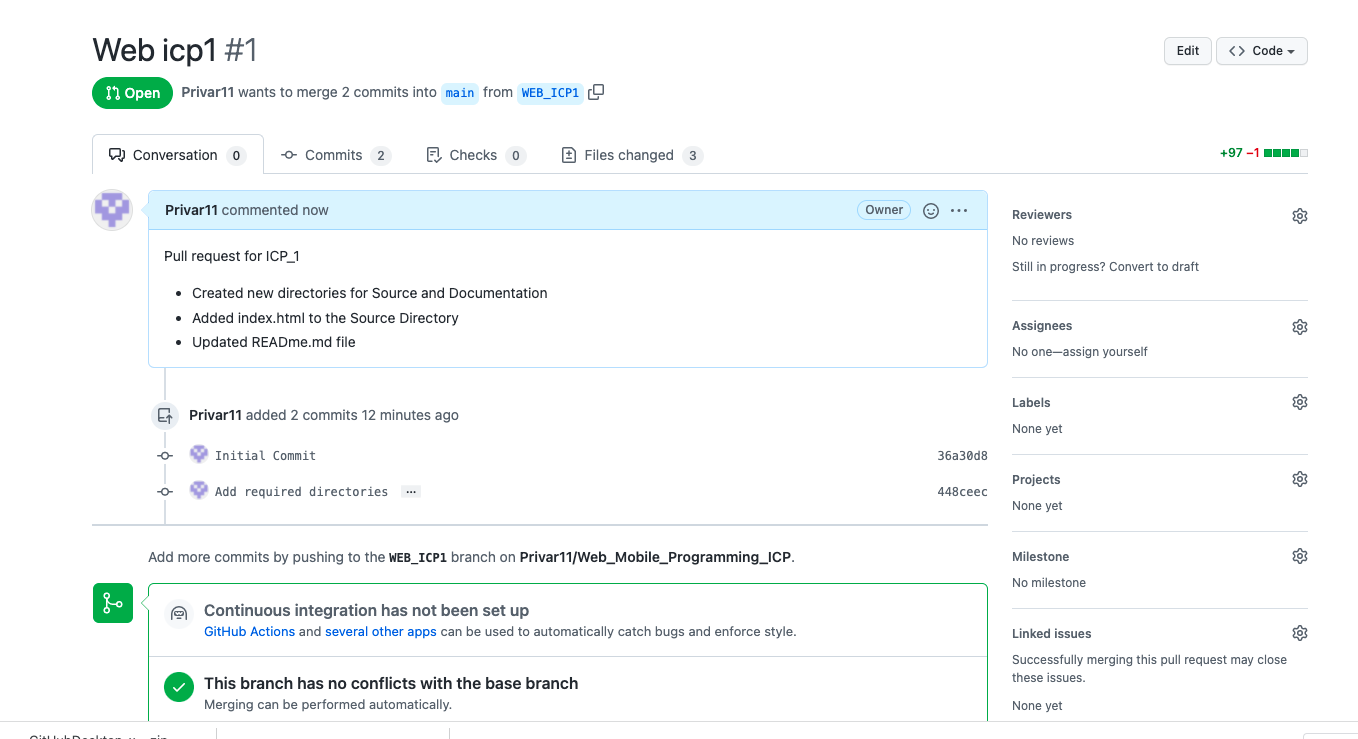 Web icp1 #1
Edit
Code
Open
Privar11 wants to merge 2 commits into main from WEB_ICP1
Conversation 0
Commits 2
Checks 0
Files changed 3
+97 −1
Privar11 commented now
Owner
Pull request for ICP_1
Created new directories for Source and Documentation
Added index.html to the Source Directory
Updated READme.md file
Privar11 added 2 commits 12 minutes ago
Initial Commit
36a30d8
Add required directories ...
448ceec
Add more commits by pushing to the WEB_ICP1 branch on Privar11/Web_Mobile_Programming_ICP.
Continuous integration has not been set up
GitHub Actions and several other apps can be used to automatically catch bugs and enforce style.
This branch has no conflicts with the base branch
Merging can be performed automatically.
Reviewers
No reviews
Still in progress? Convert to draft
Assignees
No one—assign yourself
Labels
None yet
Projects
None yet
Milestone
No milestone
Linked issues
Successfully merging this pull request may close
these issues.
None yet